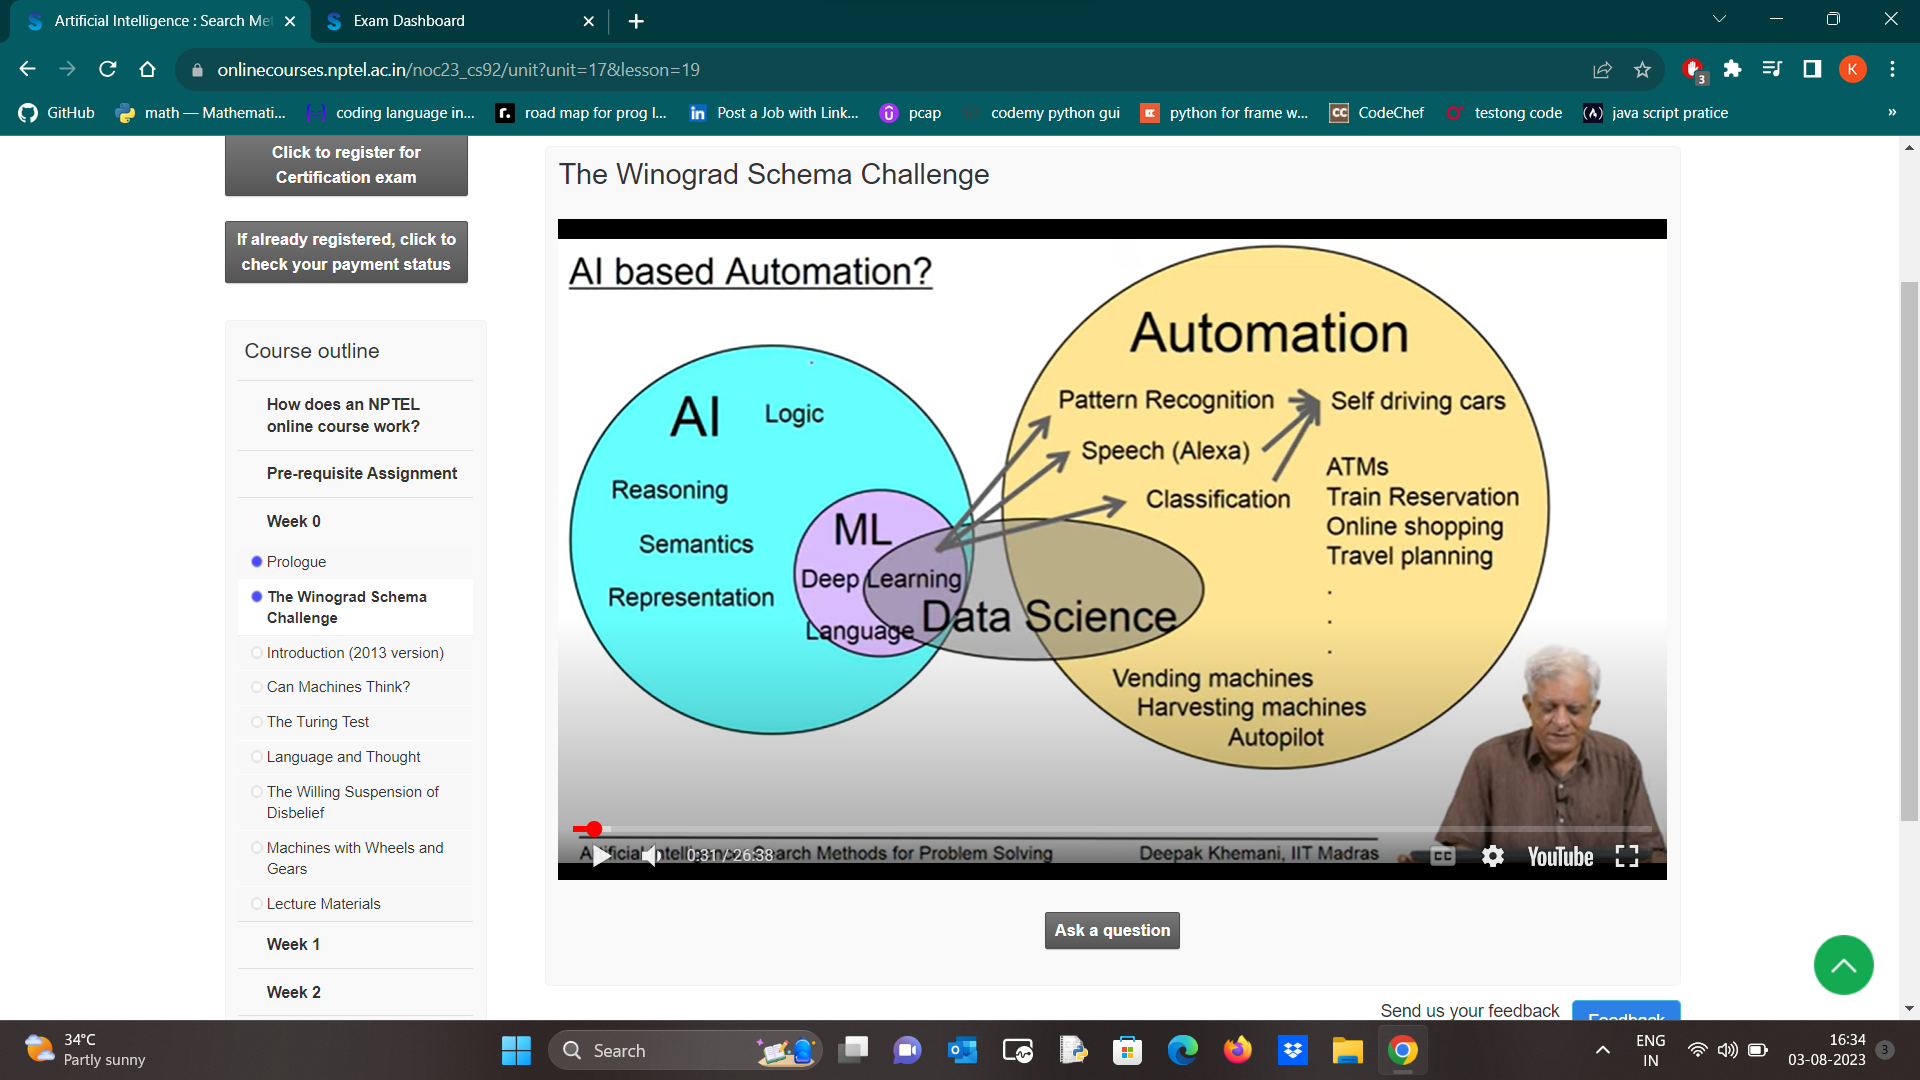 Artificial Intelligence : Search Met
Exam Dashboard
onlinecourses.nptel.ac.in/noc23_cs92/unit?unit=17&lesson=19
3
K
GitHub
math — Mathemati...
coding language in...
road map for prog l...
Post a Job with Link...
pcap
codemy python gui
python for frame w...
CodeChef
testong code
java script pratice
»
Click to register for
Certification exam
If already registered, click to
check your payment status
Course outline
How does an NPTEL
online course work?
Pre-requisite Assignment
Week 0
Prologue
The Winograd Schema
Challenge
Introduction (2013 version)
Can Machines Think?
The Turing Test
Language and Thought
The Willing Suspension of
Disbelief
Machines with Wheels and
Gears
Lecture Materials
Week 1
Week 2
The Winograd Schema Challenge
AI based Automation?
AI
Logic
Reasoning
Semantics
Representation
ML
Deep Learning
Language
Data Science
Automation
Pattern Recognition
Self driving cars
Speech (Alexa)
Classification
ATMs
Train Reservation
Online shopping
Travel planning
.
.
.
Vending machines
Harvesting machines
Autopilot
Artificial Intelligence: Search Methods for Problem Solving
Deepak Khemani, IIT Madras
0:31 / 26:38
CC
YouTube
Ask a question
Send us your feedback
Feedback
34°C
Partly sunny
Search
ENG
IN
16:34
03-08-2023
3